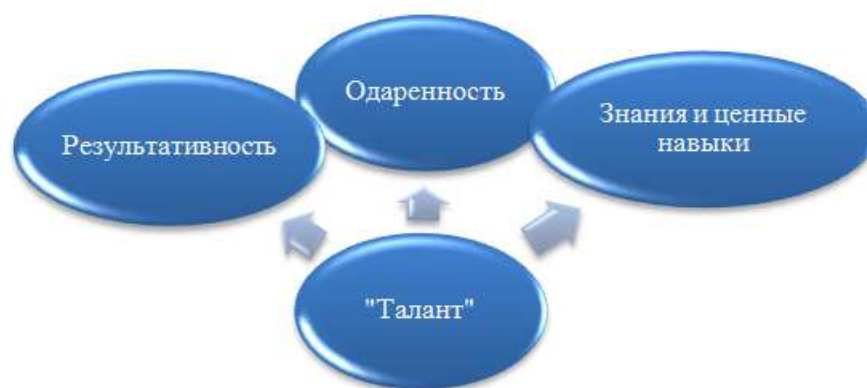 Одаренность
Результативность
Знания и ценные
навыки
"Талант"